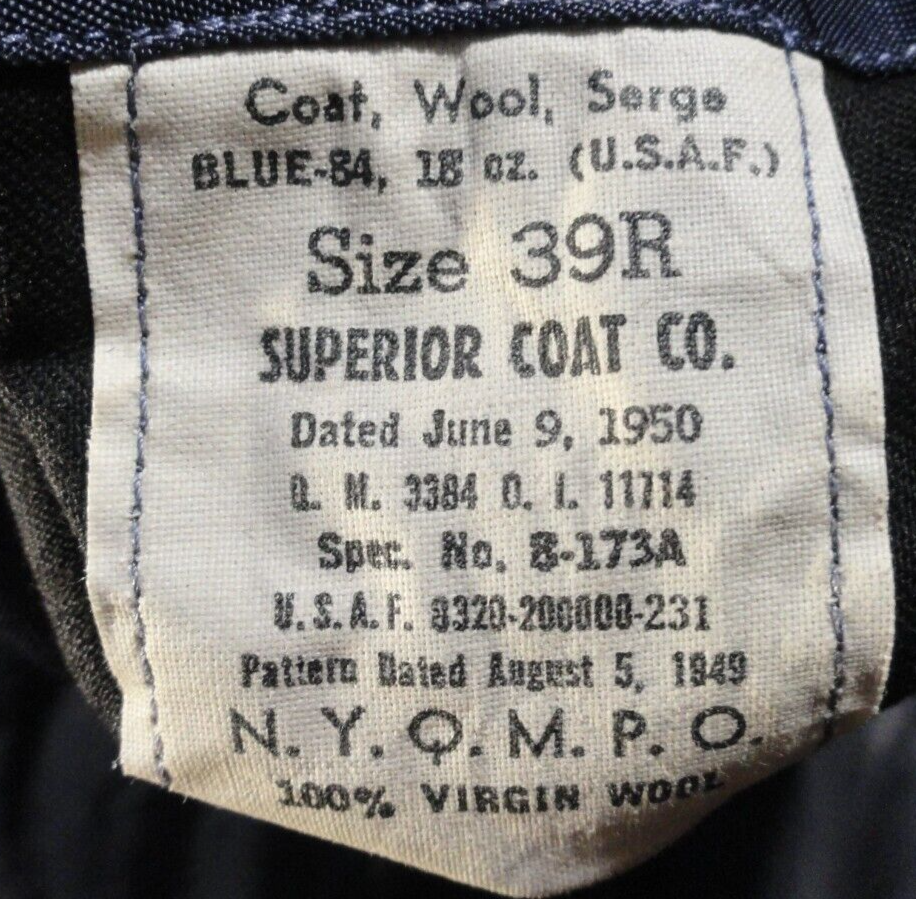 Coat, Wool, Serge
BLUE-84, 18 oz. (U.S.A.F.)
Size 39R
SUPERIOR COAT CO.
Dated June 9, 1950
Q. M. 3384 O. I. 11714
Spec. No. 8-173A
U.S.A.F. 8320-200000-231
Pattern Dated August 5, 1949
N. Y. Q. M. P. O.
100% VIRGIN WOOL